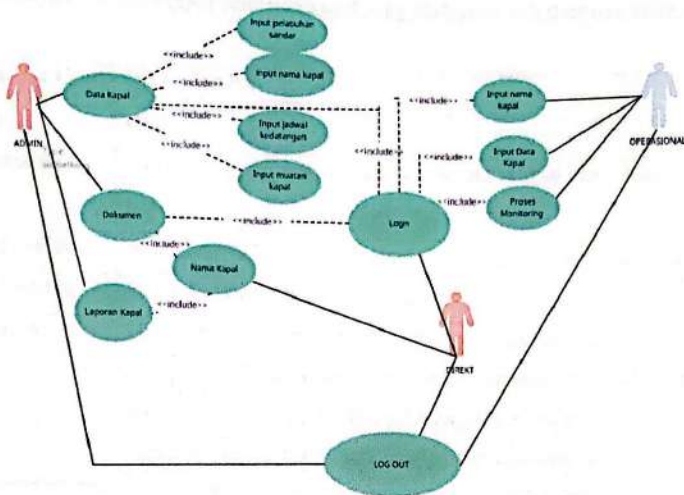 Input pelabuhan
sandar
<<include>>
Input nama kapal
<<include>>
Data Kapal
ADMIN
<<include>>
Input jadwal
kedatangan
<<include>>
Input muatan
kapal
<<include>>
Input name
kapal
OPERASIONAL
<<include>>
<<include>>
Input Data
Kapal
<<include>>
Proses
Monitoring
Dokumen
<<include>>
Login
<<include>>
Nama Kapal
Laporan Kapal
<<include>>
DIREKT
LOG OUT